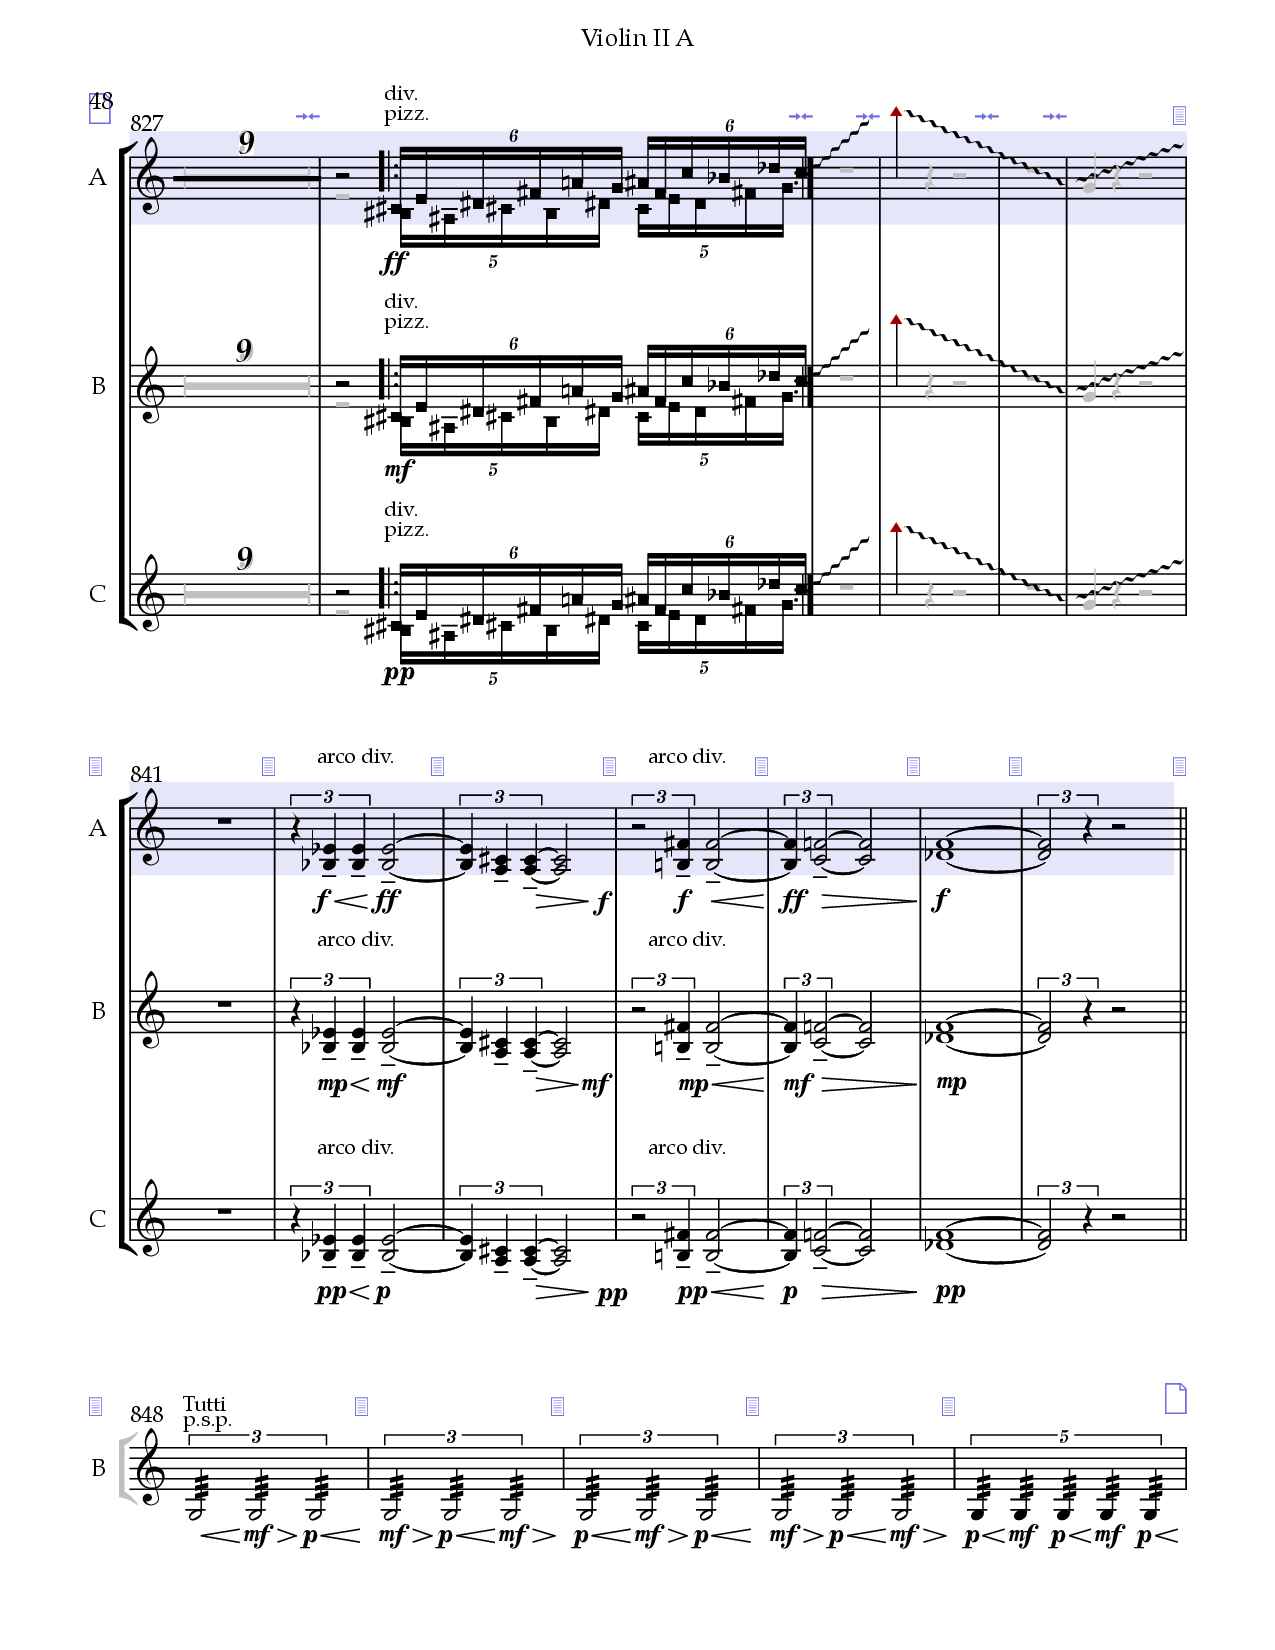 Violin II A
48
div.
pizz.
827
9
6
6
A
5
5
ff
div.
pizz.
9
6
6
B
5
5
mf
div.
pizz.
9
6
6
C
5
5
pp
arco div. arco div.
841
3 3 3 3 3
A
f ff f f ff f
arco div. arco div.
3 3 3 3 3
B
mp mf mf mp mf mp
arco div. arco div.
3 3 3 3 3
C
pp p pp pp p pp
Tutti
848
p.s.p.
3 3 3 3 5
B
mf p mf p mf p mf p mf p mf p mf p mf p